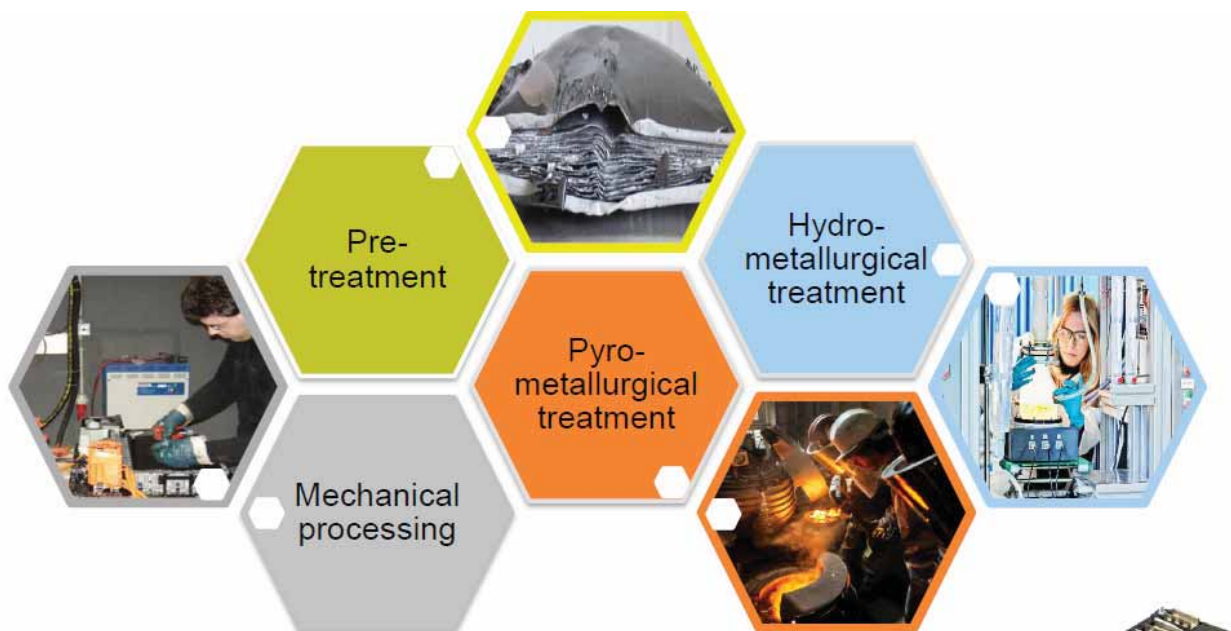 Pre-
treatment
Hydro-
metallurgical
treatment
Pyro-
metallurgical
treatment
Mechanical
processing